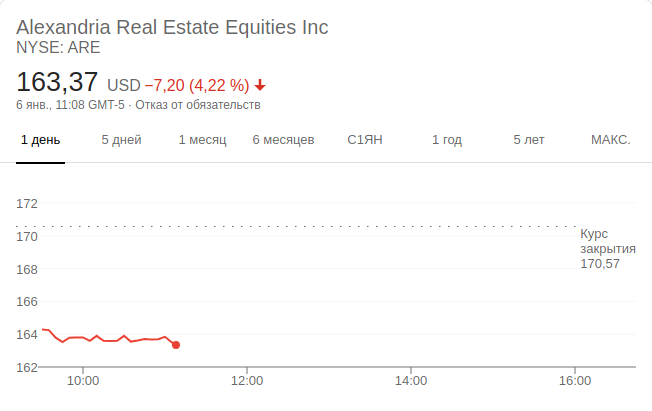 Alexandria Real Estate Equities Inc
NYSE: ARE
163,37 USD −7,20 (4,22 %)
6 янв., 11:08 GMT-5 · Отказ от обязательств
1 день 5 дней 1 месяц 6 месяцев С1ЯН 1 год 5 лет МАКС.
172
170
Курс
закрытия
170,57
168
166
164
162
10:00 12:00 14:00 16:00